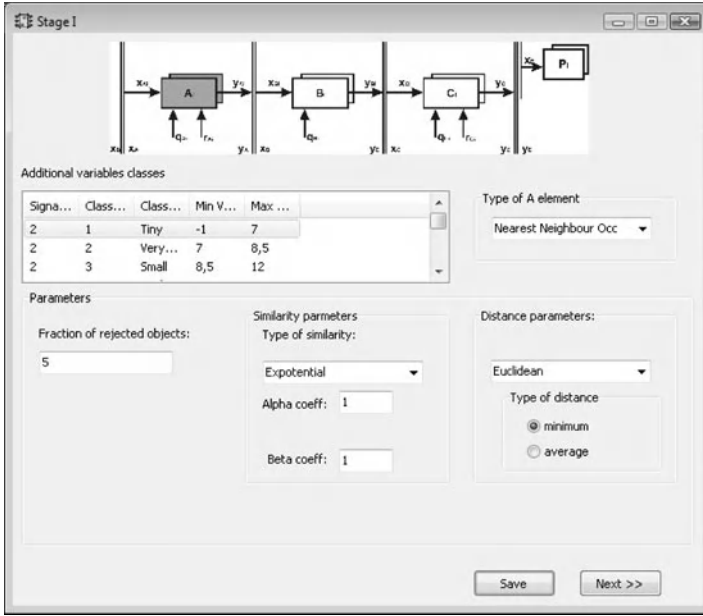 Stage I
A
B
C
P
Additional variables classes
Signa... Class... Class... Min V... Max ...
2 1 Tiny -1 7
2 2 Very... 7 8,5
2 3 Small 8,5 12
Type of A element
Nearest Neighbour Occ
Parameters
Fraction of rejected objects:
5
Similarity parmeters
Type of similarity:
Expotential
Alpha coeff: 1
Beta coeff: 1
Distance parameters:
Euclidean
Type of distance
minimum
average
Save
Next >>